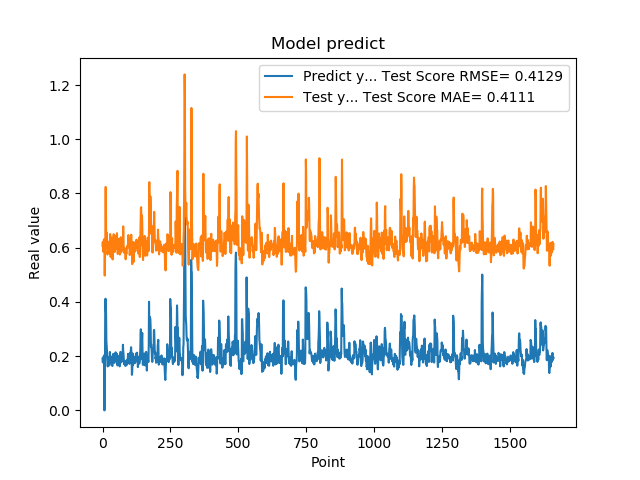 Model predict
Predict y... Test Score RMSE= 0.4129
Test y... Test Score MAE= 0.4111
Real value
1.2
1.0
0.8
0.6
0.4
0.2
0.0
0 250 500 750 1000 1250 1500
Point